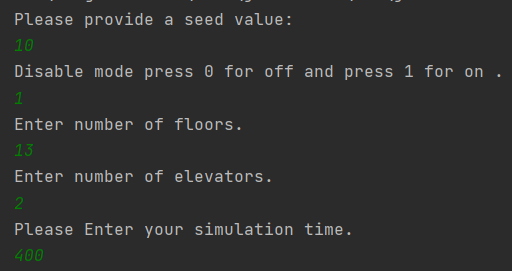 Please provide a seed value:
10
Disable mode press 0 for off and press 1 for on .
1
Enter number of floors.
13
Enter number of elevators.
2
Please Enter your simulation time.
400